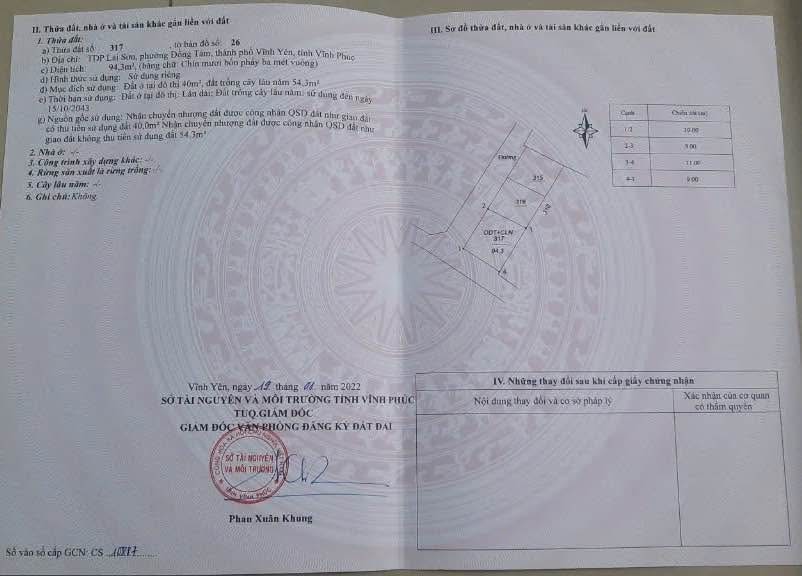 II. Thửa đất, nhà ở và tài sản khác gắn liền với đất
1. Thửa đất:
a) Thửa đất số: 317 , tờ bản đồ số: 26
b) Địa chỉ: TDP Lai Sơn, phường Đồng Tâm, thành phố Vĩnh Yên, tỉnh Vĩnh Phúc
c) Diện tích: 94,3m², (bằng chữ: Chín mươi bốn phẩy ba mét vuông)
d) Hình thức sử dụng: Sử dụng riêng
đ) Mục đích sử dụng: Đất ở tại đô thị 40m², đất trồng cây lâu năm 54,3m²
e) Thời hạn sử dụng: Đất ở tại đô thị: Lâu dài; Đất trồng cây lâu năm: sử dụng đến ngày
15/10/2043
g) Nguồn gốc sử dụng: Nhận chuyển nhượng đất được công nhận QSD đất như giao đất
có thu tiền sử dụng đất 40,0m² Nhận chuyển nhượng đất được công nhận QSD đất như
giao đất không thu tiền sử dụng đất 54.3m²
2. Nhà ở: -/-
3. Công trình xây dựng khác: -/-
4. Rừng sản xuất là rừng trồng: -/-
5. Cây lâu năm: -/-
6. Ghi chú: Không
Vĩnh Yên, ngày 19 tháng 01 năm 2022
SỞ TÀI NGUYÊN VÀ MÔI TRƯỜNG TỈNH VĨNH PHÚC
TUQ.GIÁM ĐỐC
GIÁM ĐỐC VĂN PHÒNG ĐĂNG KÝ ĐẤT ĐAI
SỞ TÀI NGUYÊN
VÀ MÔI TRƯỜNG
TỈNH VĨNH PHÚC
Phan Xuân Khung
Số vào sổ cấp GCN: CS
III. Sơ đồ thửa đất, nhà ở và tài sản khác gắn liền với đất
Cạnh Chiều dài (m)
1-2 10.00
2-3 9.00
3-4 11.00
4-1 9.00
Đường
315
316
2
3
ODT+CLN
317
94.3
1
4
IV. Những thay đổi sau khi cấp giấy chứng nhận
Nội dung thay đổi và cơ sở pháp lý
Xác nhận của cơ quan
có thẩm quyền